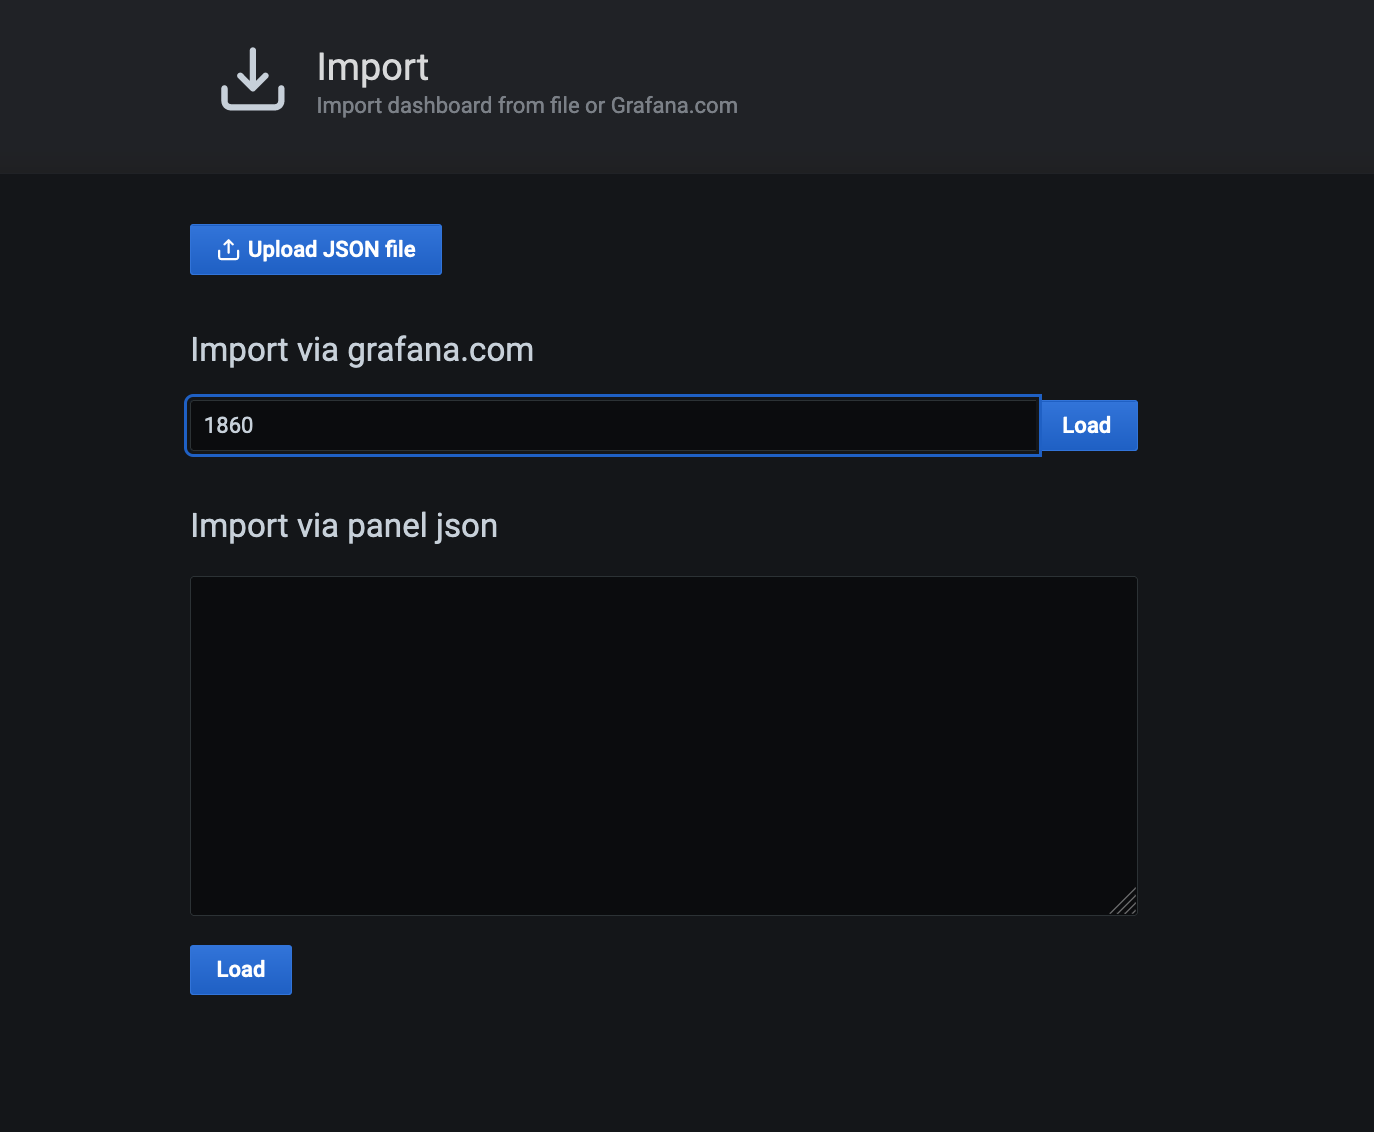 Import
Import dashboard from file or Grafana.com
Upload JSON file
Import via grafana.com
1860
Load
Import via panel json
Load